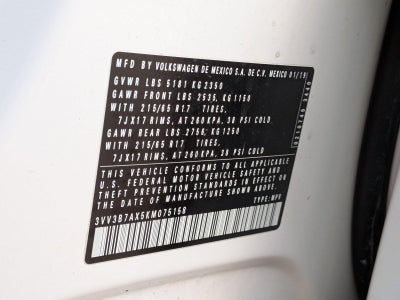 MFD BY VOLKSWAGEN DE MEXICO S.A. DE C.V. MEXICO 01/19
GVWR LBS 5181 KG 2350
GAWR FRONT LBS 2535, KG 1150
WITH 215/65 R17 TIRES,
7JX17 RIMS, AT 260 KPA, 38 PSI COLD
GAWR REAR LBS 2756, KG 1250
WITH 215/65 R17 TIRES,
7JX17 RIMS, AT 260 KPA, 38 PSI COLD
THIS VEHICLE CONFORMS TO ALL APPLICABLE
U.S. FEDERAL MOTOR VEHICLE SAFETY AND
THEFT PREVENTION STANDARDS IN EFFECT ON
THE DATE OF MANUFACTURE SHOWN ABOVE.
3VV3B7AX5KM075158 TYPE: MPV